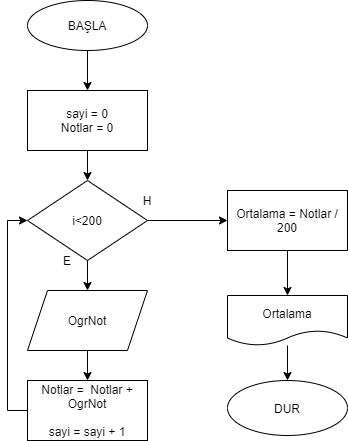 BAŞLA
sayi = 0
Notlar = 0
i<200
H
E
Ortalama = Notlar /
200
OgrNot
Ortalama
Notlar =  Notlar +
OgrNot
sayi = sayi + 1
DUR